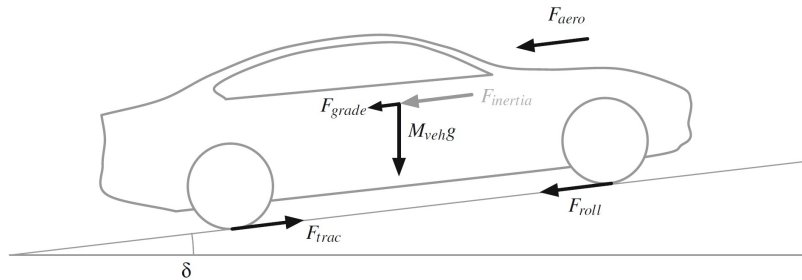 F_aero
F_grade
F_inertia
M_veh g
F_roll
F_trac
δ